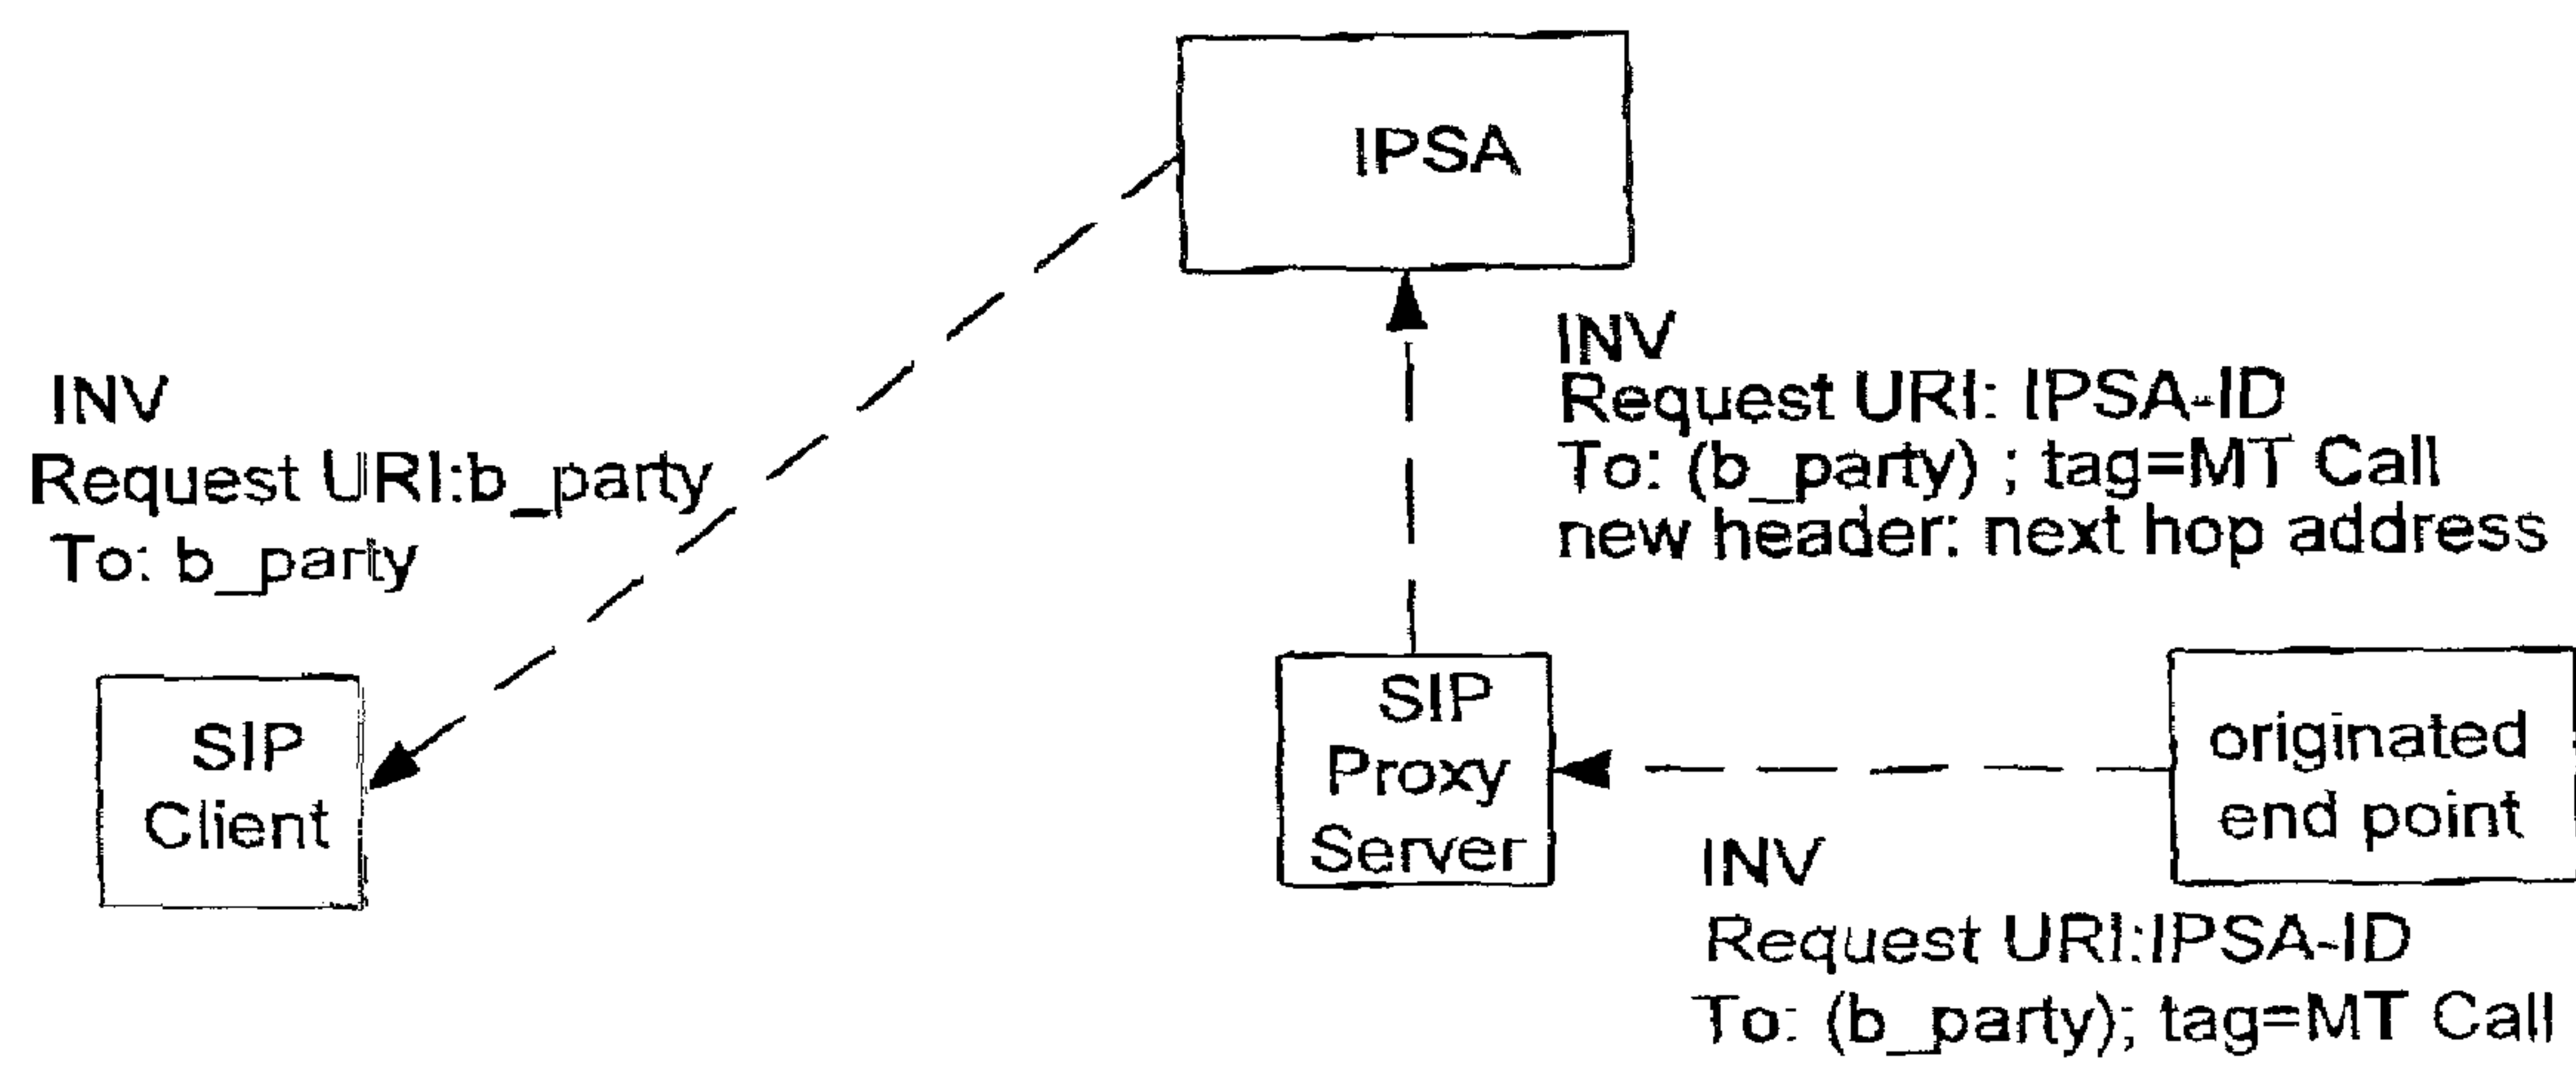 IPSA
INV
Request URI: IPSA-ID
To: (b_party) ; tag=MT Call
new header: next hop address
INV
Request URI:b_party
To: b_party
SIP
Client
SIP
Proxy
Server
originated
end point
INV
Request URI:IPSA-ID
To: (b_party); tag=MT Call